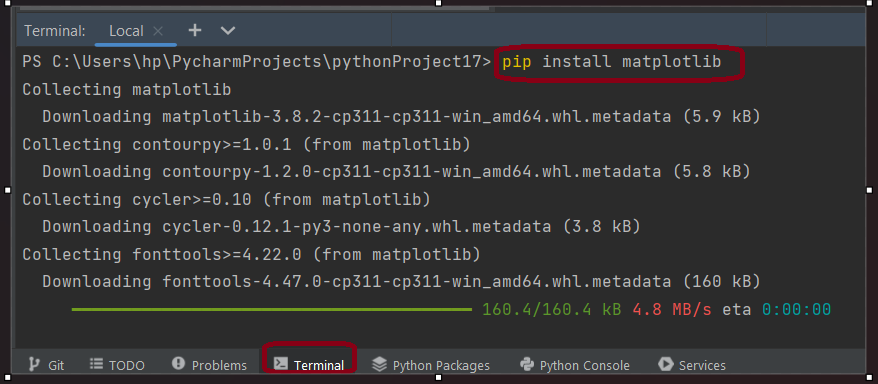 Terminal: Local × + 
PS C:\Users\hp\PycharmProjects\pythonProject17> pip install matplotlib
Collecting matplotlib
Downloading matplotlib-3.8.2-cp311-cp311-win_amd64.whl.metadata (5.9 kB)
Collecting contourpy>=1.0.1 (from matplotlib)
Downloading contourpy-1.2.0-cp311-cp311-win_amd64.whl.metadata (5.8 kB)
Collecting cycler>=0.10 (from matplotlib)
Downloading cycler-0.12.1-py3-none-any.whl.metadata (3.8 kB)
Collecting fonttools>=4.22.0 (from matplotlib)
Downloading fonttools-4.47.0-cp311-cp311-win_amd64.whl.metadata (160 kB)
160.4/160.4 kB 4.8 MB/s eta 0:00:00
Git TODO Problems Terminal Python Packages Python Console Services